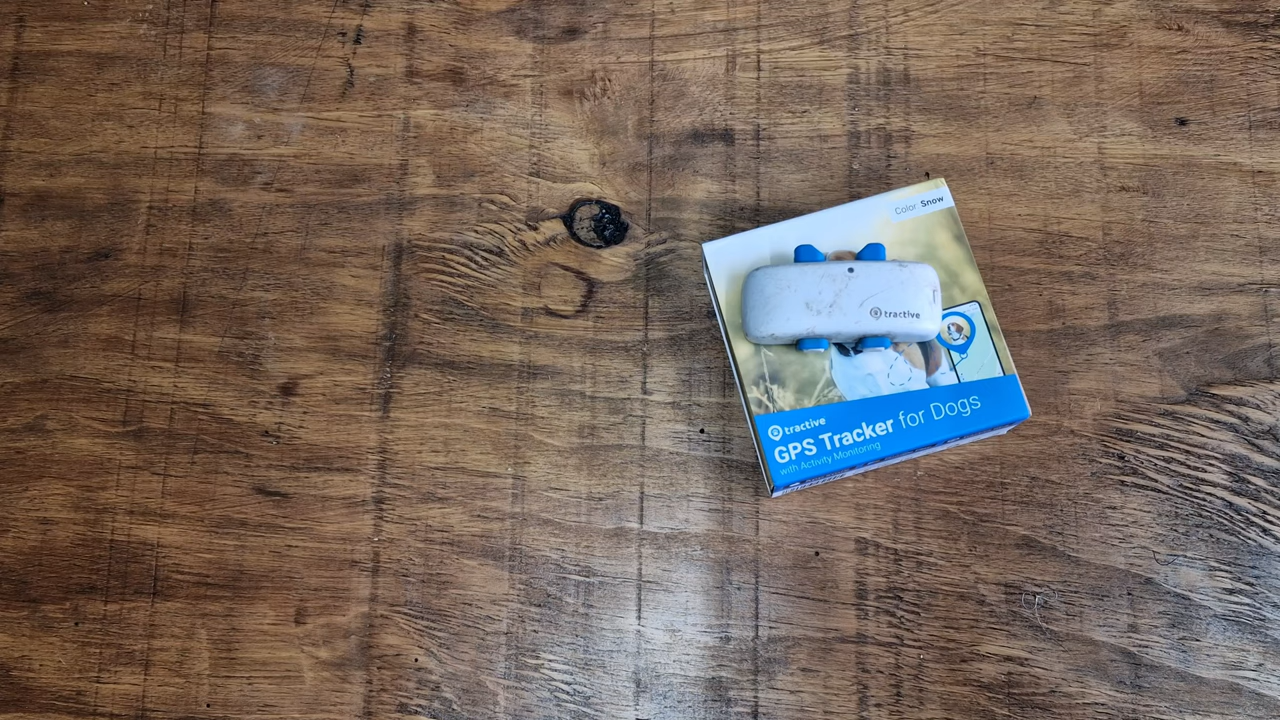 Color Snow
tractive
tractive
GPS Tracker for Dogs
with Activity Monitoring